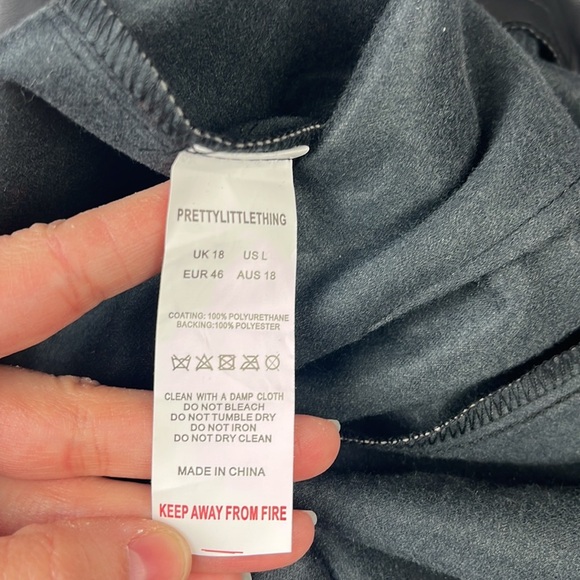 PRETTYLITTLETHING
UK 18 US L
EUR 46 AUS 18
COATING: 100% POLYURETHANE
BACKING:100% POLYESTER
CLEAN WITH A DAMP CLOTH
DO NOT BLEACH
DO NOT TUMBLE DRY
DO NOT IRON
DO NOT DRY CLEAN
MADE IN CHINA
KEEP AWAY FROM FIRE